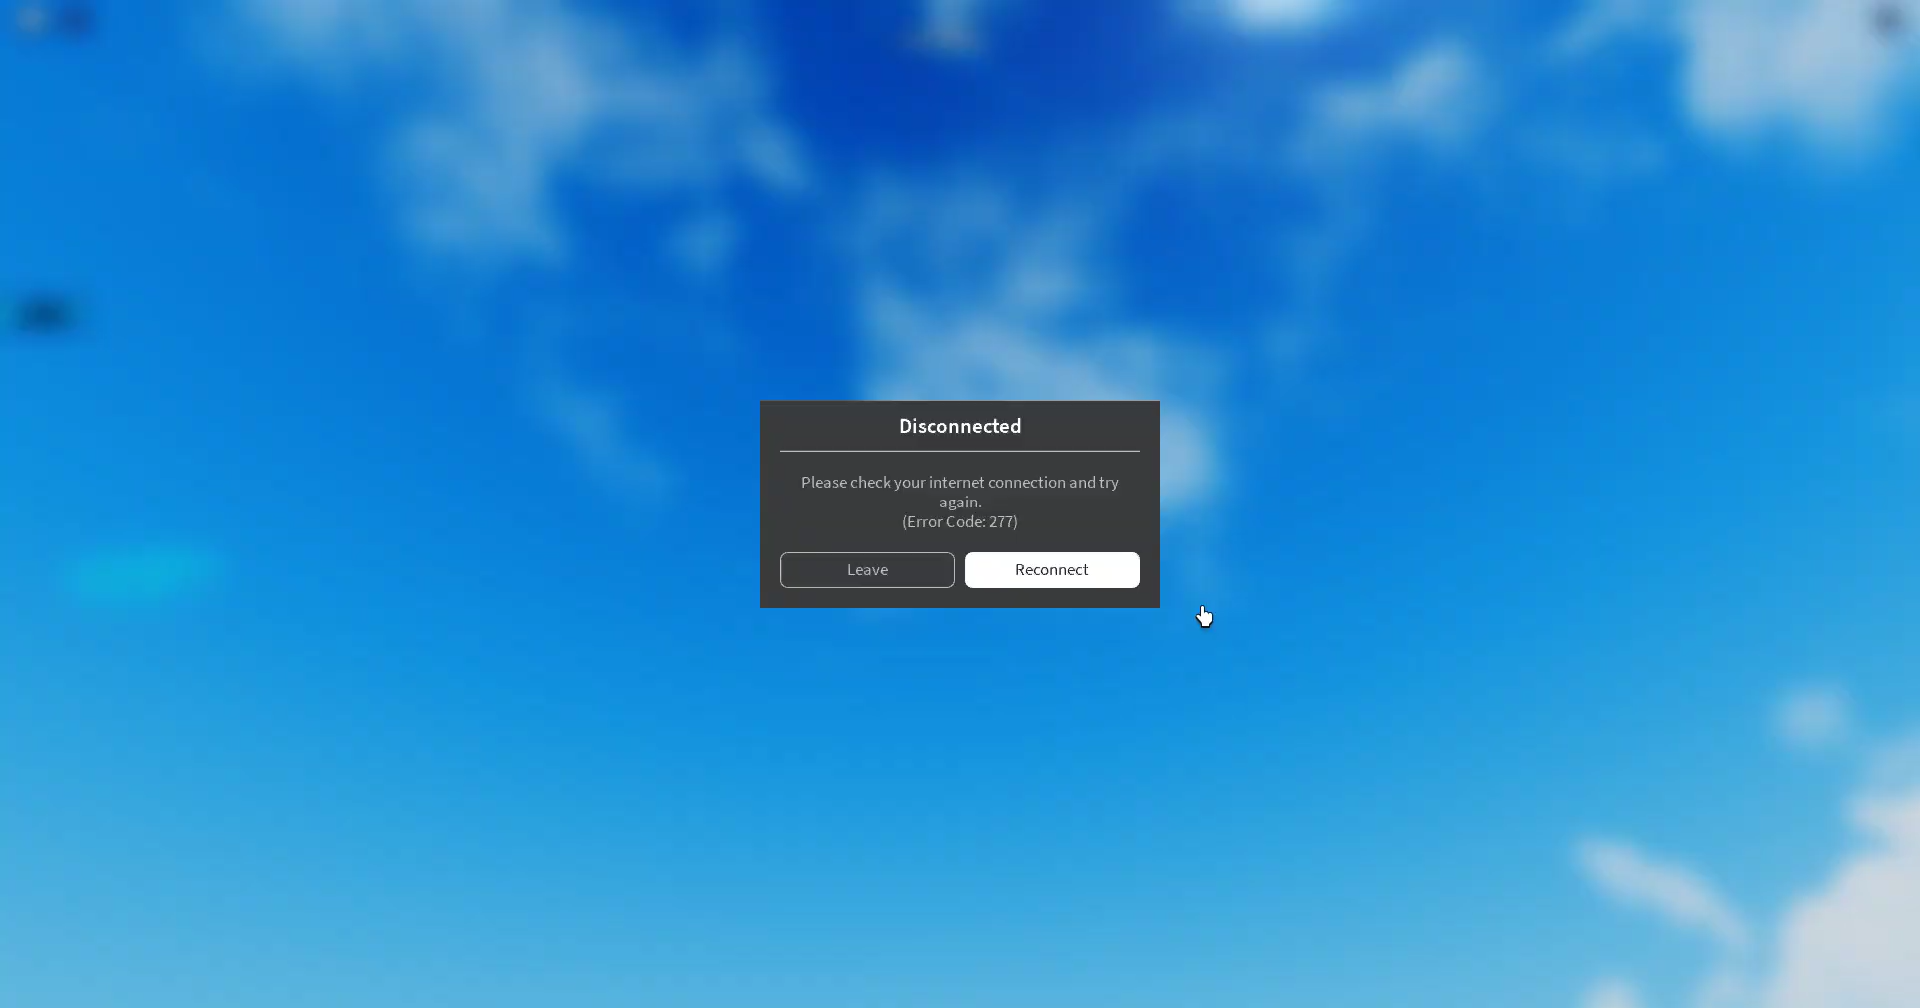 Disconnected
Please check your internet connection and try
again.
(Error Code: 277)
Leave
Reconnect